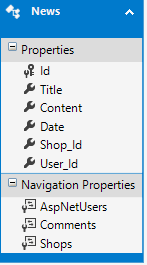 News
Properties
Id
Title
Content
Date
Shop_Id
User_Id
Navigation Properties
AspNetUsers
Comments
Shops